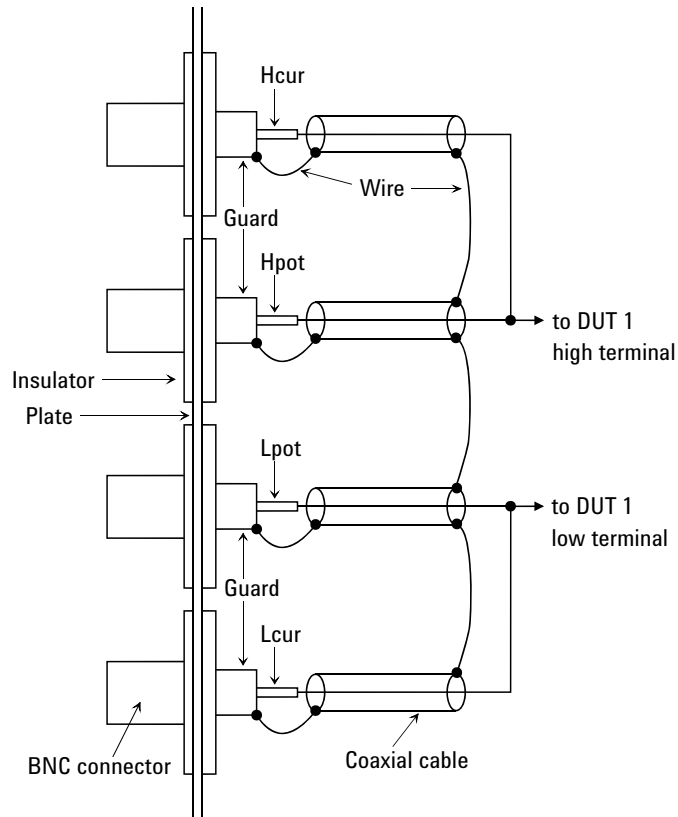 Hcur
Wire
Guard
Hpot
to DUT 1
high terminal
Insulator
Plate
Lpot
to DUT 1
low terminal
Guard
Lcur
BNC connector
Coaxial cable